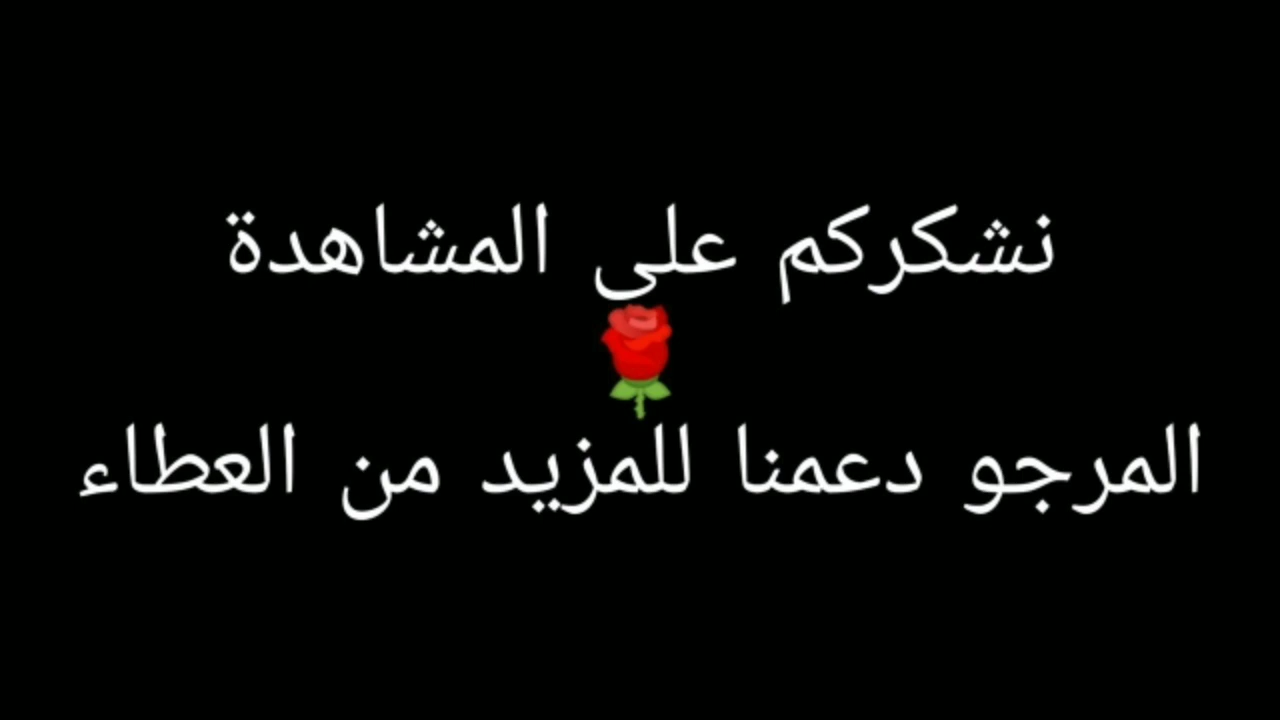 نشكركم على المشاهدة
🌹
المرجو دعمنا للمزيد من العطاء